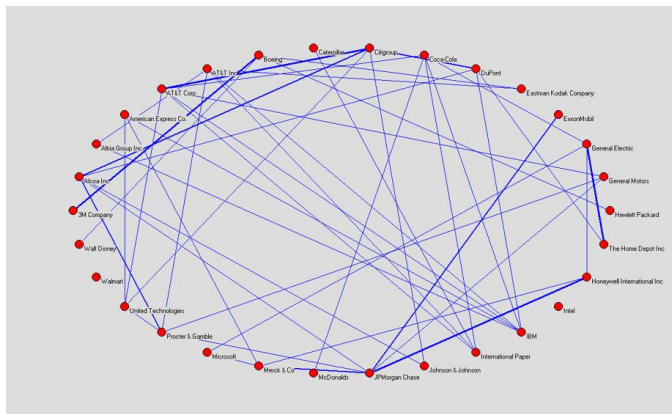 Caterpillar
Citigroup
Boeing
Coca-Cola
AT&T Inc
DuPont
AT&T Corp
Eastman Kodak Company
American Express Co.
ExxonMobil
Altria Group Inc
General Electric
Alcoa Inc
General Motors
3M Company
Hewlett Packard
Walt Disney
The Home Depot Inc
Walmart
Honeywell International Inc
United Technologies
Intel
Procter & Gamble
IBM
Microsoft
International Paper
Merck & Co
Johnson & Johnson
McDonalds
JPMorgan Chase